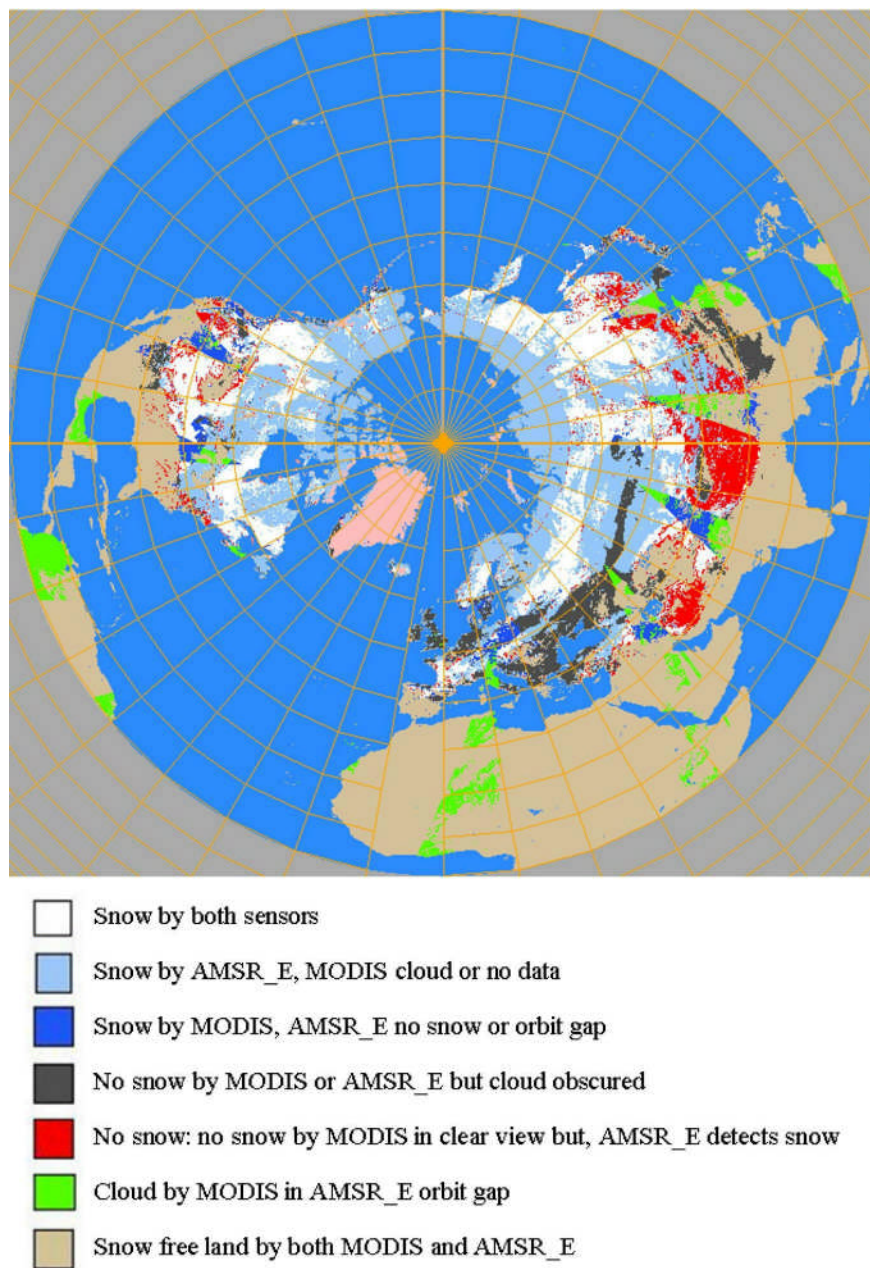 Snow by both sensors
Snow by AMSR_E, MODIS cloud or no data
Snow by MODIS, AMSR_E no snow or orbit gap
No snow by MODIS or AMSR_E but cloud obscured
No snow: no snow by MODIS in clear view but, AMSR_E detects snow
Cloud by MODIS in AMSR_E orbit gap
Snow free land by both MODIS and AMSR_E